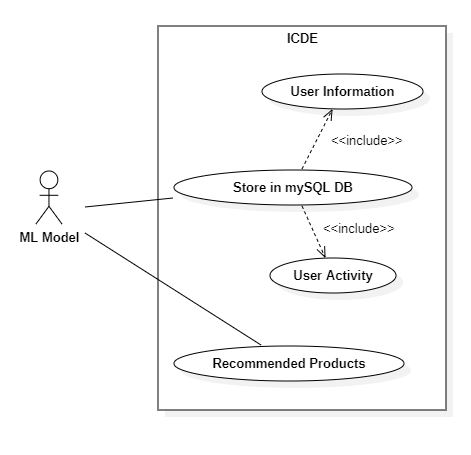 ICDE
User Information
<<include>>
Store in mySQL DB
ML Model
<<include>>
User Activity
Recommended Products